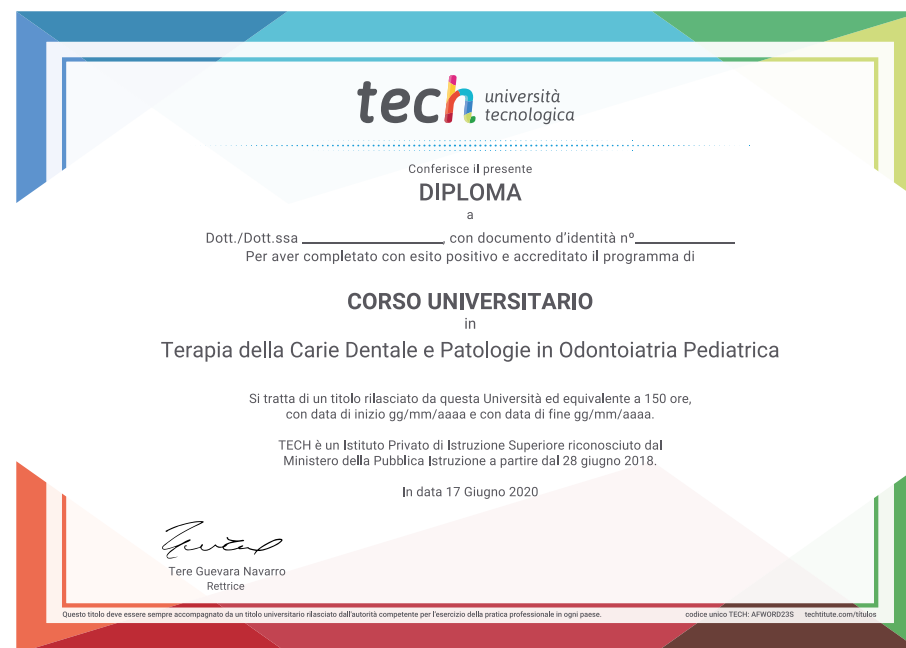 tech università
tecnologica
Conferisce il presente
DIPLOMA
a
Dott./Dott.ssa ____________, con documento d'identità nº____________
Per aver completato con esito positivo e accreditato il programma di
CORSO UNIVERSITARIO
in
Terapia della Carie Dentale e Patologie in Odontoiatria Pediatrica
Si tratta di un titolo rilasciato da questa Università ed equivalente a 150 ore,
con data di inizio gg/mm/aaaa e con data di fine gg/mm/aaaa.
TECH è un Istituto Privato di Istruzione Superiore riconosciuto dal
Ministero della Pubblica Istruzione a partire dal 28 giugno 2018.
In data 17 Giugno 2020
Tere Guevara Navarro
Rettrice
Questo titolo deve essere sempre accompagnato da un titolo universitario rilasciato dall'autorità competente per l'esercizio della pratica professionale in ogni paese. codice unico TECH: AFWORD23S techtitute.com/titulos